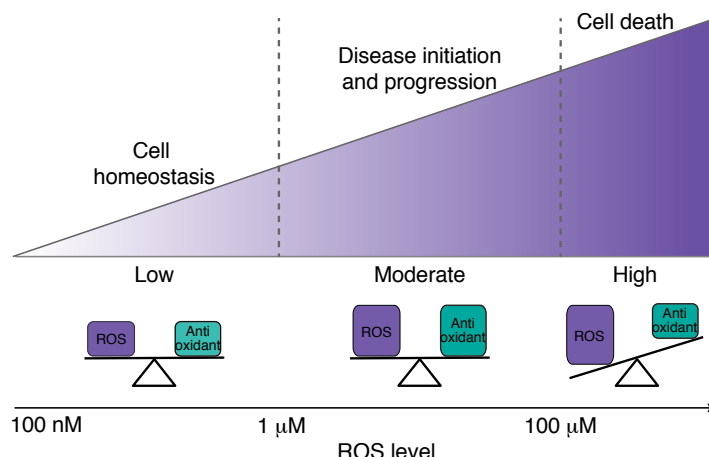 Cell death
Disease initiation
and progression
Cell
homeostasis
Low
Moderate
High
ROS
Anti
oxidant
ROS
Anti
oxidant
ROS
Anti
oxidant
100 nM
1 μM
100 μM
ROS level